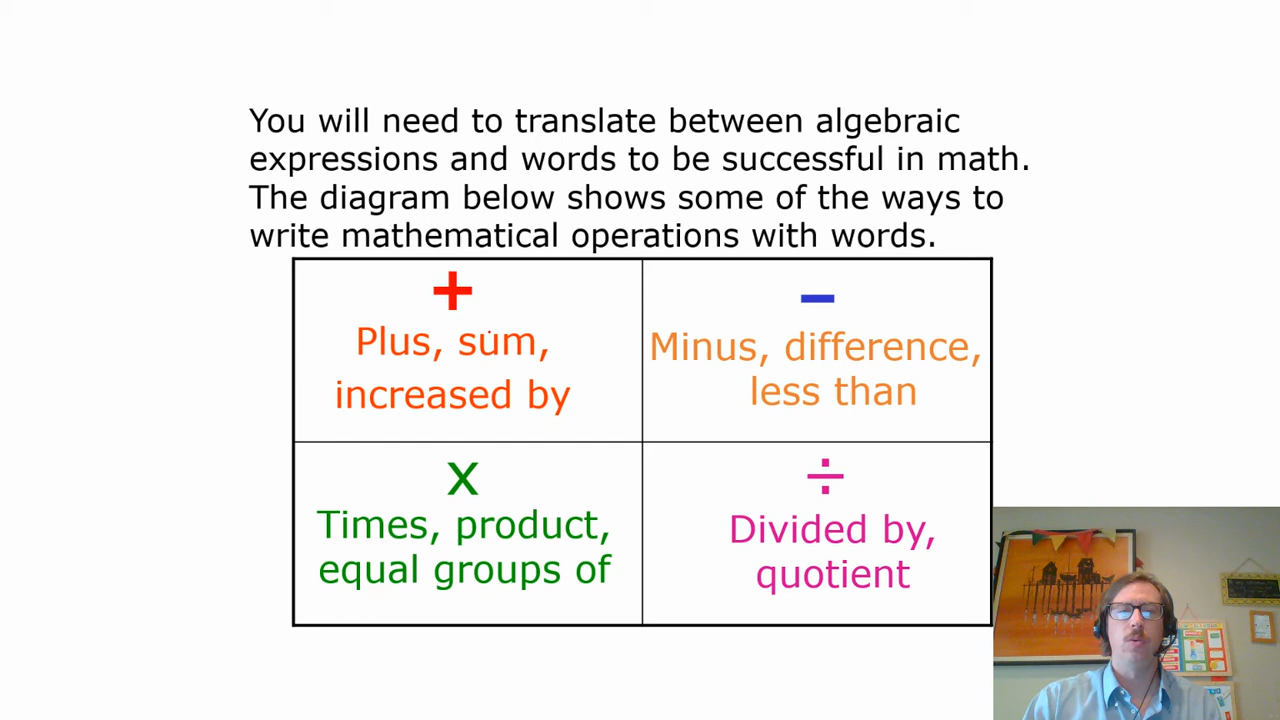 You will need to translate between algebraic
expressions and words to be successful in math.
The diagram below shows some of the ways to
write mathematical operations with words.
+
Plus, sum,
increased by
–
Minus, difference,
less than
x
Times, product,
equal groups of
÷
Divided by,
quotient